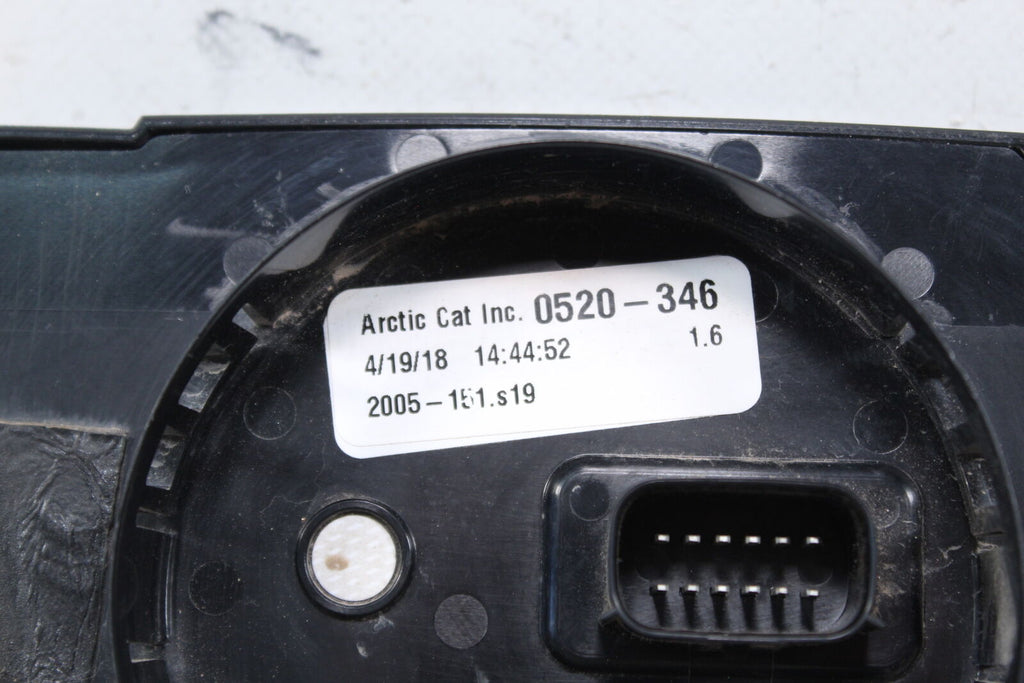 Arctic Cat Inc. 0520-346
4/19/18 14:44:52 1.6
2005-151.s19